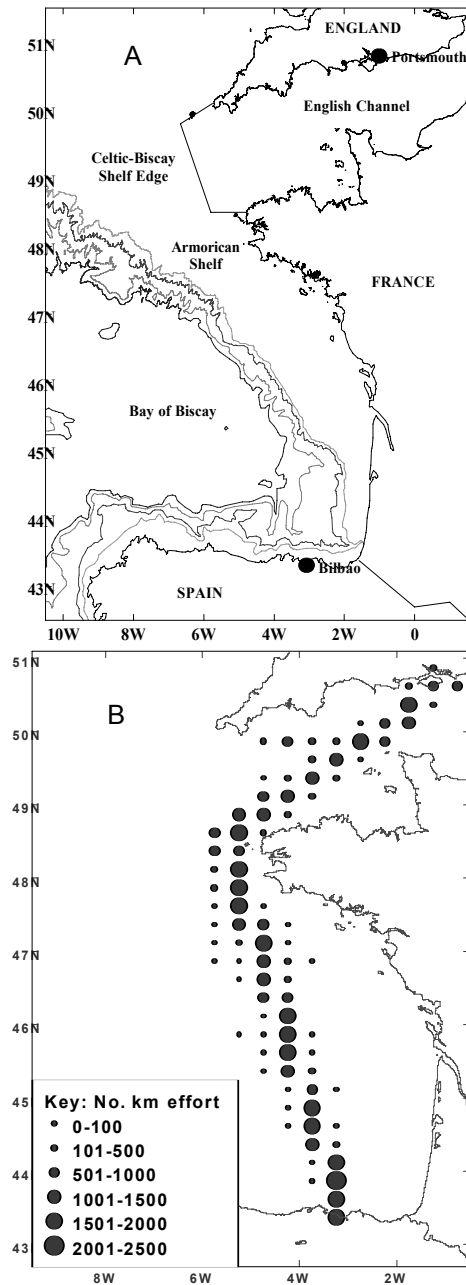 51N
ENGLAND
A
Portsmouth
50N
English Channel
Celtic-Biscay
Shelf Edge
49N
48N
Armorican
Shelf
FRANCE
47N
46N
Bay of Biscay
45N
44N
43N
Bilbao
SPAIN
10W 8W 6W 4W 2W 0
51N
B
50N
49N
48N
47N
46N
45N
44N
43N
Key: No. km effort
0-100
101-500
501-1000
1001-1500
1501-2000
2001-2500
8W 6W 4W 2W